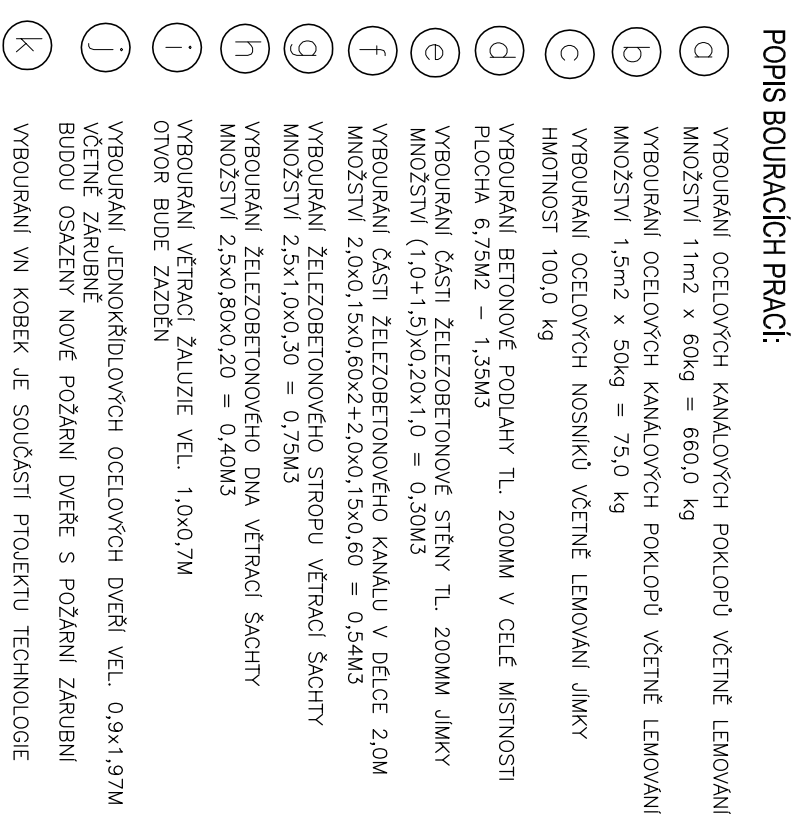 POPIS BOURACÍCH PRACÍ:
a VYBOURÁNÍ OCELOVÝCH KANÁLOVÝCH POKLOPŮ VČETNĚ LEMOVÁNÍ
MNOŽSTVÍ 11m2 x 60kg = 660,0 kg
b VYBOURÁNÍ OCELOVÝCH KANÁLOVÝCH POKLOPŮ VČETNĚ LEMOVÁNÍ
MNOŽSTVÍ 1,5m2 x 50kg = 75,0 kg
c VYBOURÁNÍ OCELOVÝCH NOSNÍKŮ VČETNĚ LEMOVÁNÍ JÍMKY
HMOTNOST 100,0 kg
d VYBOURÁNÍ BETONOVÉ PODLAHY TL. 200MM V CELÉ MÍSTNOSTI
PLOCHA 6,75M2 – 1,35M3
e VYBOURÁNÍ ČÁSTI ŽELEZOBETONOVÉ STĚNY TL. 200MM JÍMKY
MNOŽSTVÍ (1,0+1,5)x0,20x1,0 = 0,30M3
f VYBOURÁNÍ ČÁSTI ŽELEZOBETONOVÉHO KANÁLU V DÉLCE 2,0M
MNOŽSTVÍ 2,0x0,15x0,60x2+2,0x0,15x0,60 = 0,54M3
g VYBOURÁNÍ ŽELEZOBETONOVÉHO STROPU VĚTRACÍ ŠACHTY
MNOŽSTVÍ 2,5x1,0x0,30 = 0,75M3
h VYBOURÁNÍ ŽELEZOBETONOVÉHO DNA VĚTRACÍ ŠACHTY
MNOŽSTVÍ 2,5x0,80x0,20 = 0,40M3
i VYBOURÁNÍ VĚTRACÍ ŽALUZIE VEL. 1,0x0,7M
OTVOR BUDE ZAZDĚN
j VYBOURÁNÍ JEDNOKŘÍDLOVÝCH OCELOVÝCH DVEŘÍ VEL. 0,9x1,97M
VČETNĚ ZÁRUBNĚ
BUDOU OSAZENY NOVÉ POŽÁRNÍ DVEŘE S POŽÁRNÍ ZÁRUBNÍ
k VYBOURÁNÍ VN KOBEK JE SOUČÁSTÍ PTOJEKTU TECHNOLOGIE